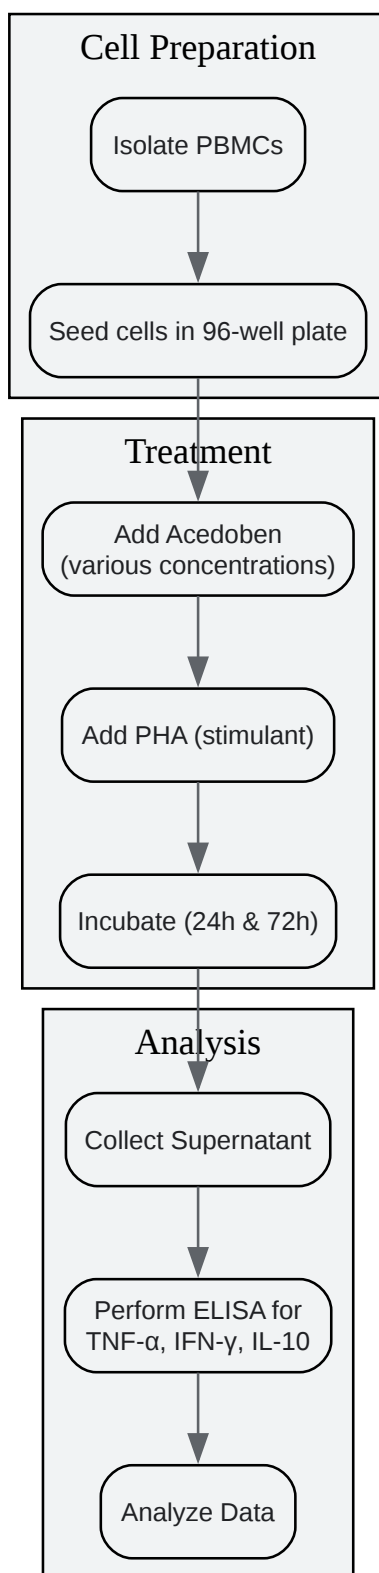 Cell Preparation
Isolate PBMCs
Seed cells in 96-well plate
Treatment
Add Acedoben
(various concentrations)
Add PHA (stimulant)
Incubate (24h & 72h)
Analysis
Collect Supernatant
Perform ELISA for
TNF-α, IFN-γ, IL-10
Analyze Data